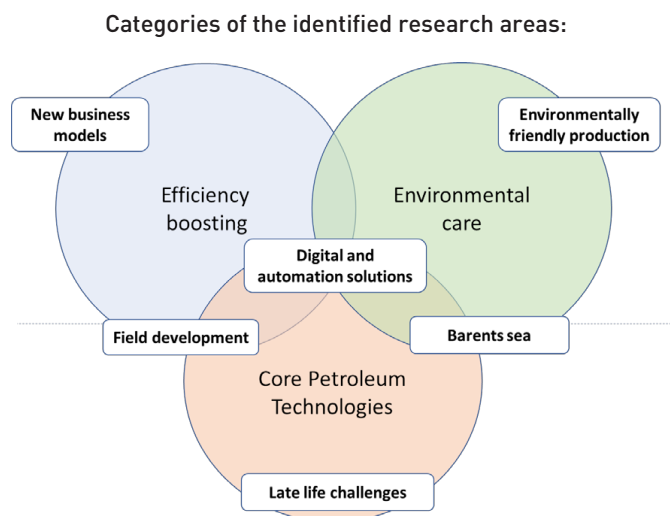 Categories of the identified research areas:
New business
models
Environmentally
friendly production
Efficiency
boosting
Environmental
care
Digital and
automation solutions
Field development
Barents sea
Core Petroleum
Technologies
Late life challenges